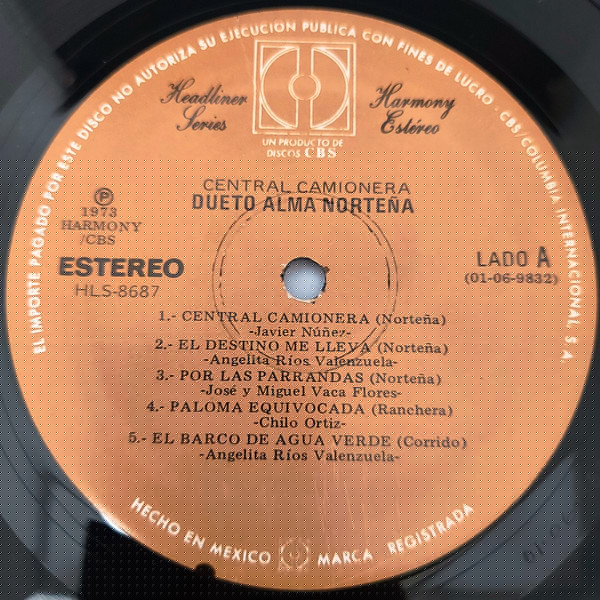 EL IMPORTE PAGADO POR ESTE DISCO NO AUTORIZA SU EJECUCION PUBLICA CON FINES DE LUCRO - CBS/COLUMBIA INTERNACIONAL, S.A.
Headliner Series
Harmony Estéreo
UN PRODUCTO DE
DISCOS CBS
CENTRAL CAMIONERA
DUETO ALMA NORTEÑA
Ⓟ
1973
HARMONY
/CBS
ESTEREO
HLS-8687
LADO A
(01-06-9832)
1.- CENTRAL CAMIONERA (Norteña)
-Javier Núñez-
2.- EL DESTINO ME LLEVA (Norteña)
-Angelita Ríos Valenzuela-
3.- POR LAS PARRANDAS (Norteña)
-José y Miguel Vaca Flores-
4.- PALOMA EQUIVOCADA (Ranchera)
-Chilo Ortiz-
5.- EL BARCO DE AGUA VERDE (Corrido)
-Angelita Ríos Valenzuela-
HECHO EN MEXICO MARCA REGISTRADA